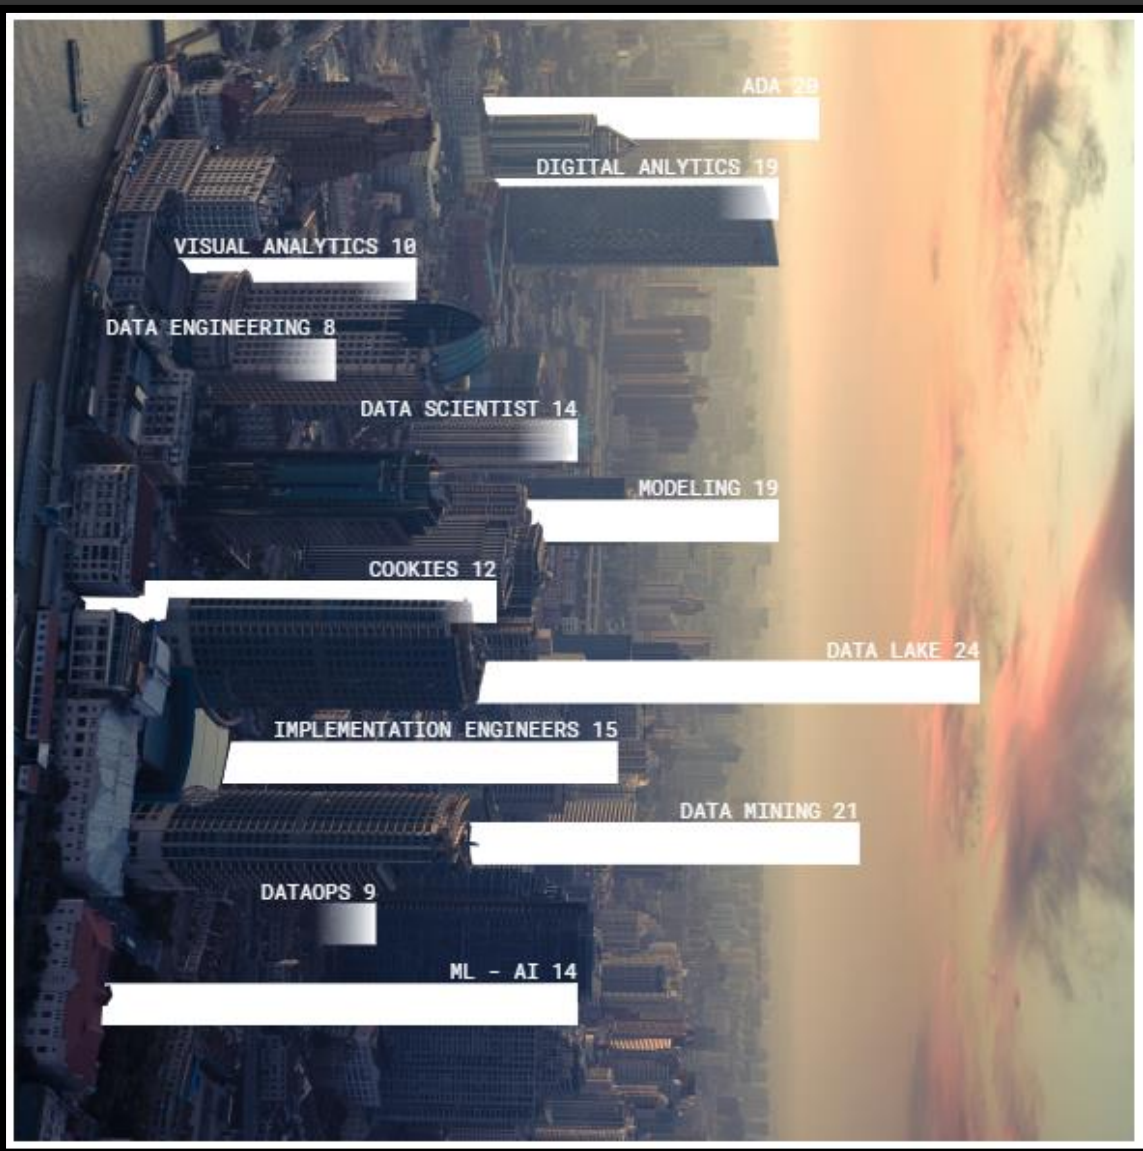 ADA 20
DIGITAL ANLYTICS 19
VISUAL ANALYTICS 10
DATA ENGINEERING 8
DATA SCIENTIST 14
MODELING 19
COOKIES 12
DATA LAKE 24
IMPLEMENTATION ENGINEERS 15
DATA MINING 21
DATAOPS 9
ML - AI 14